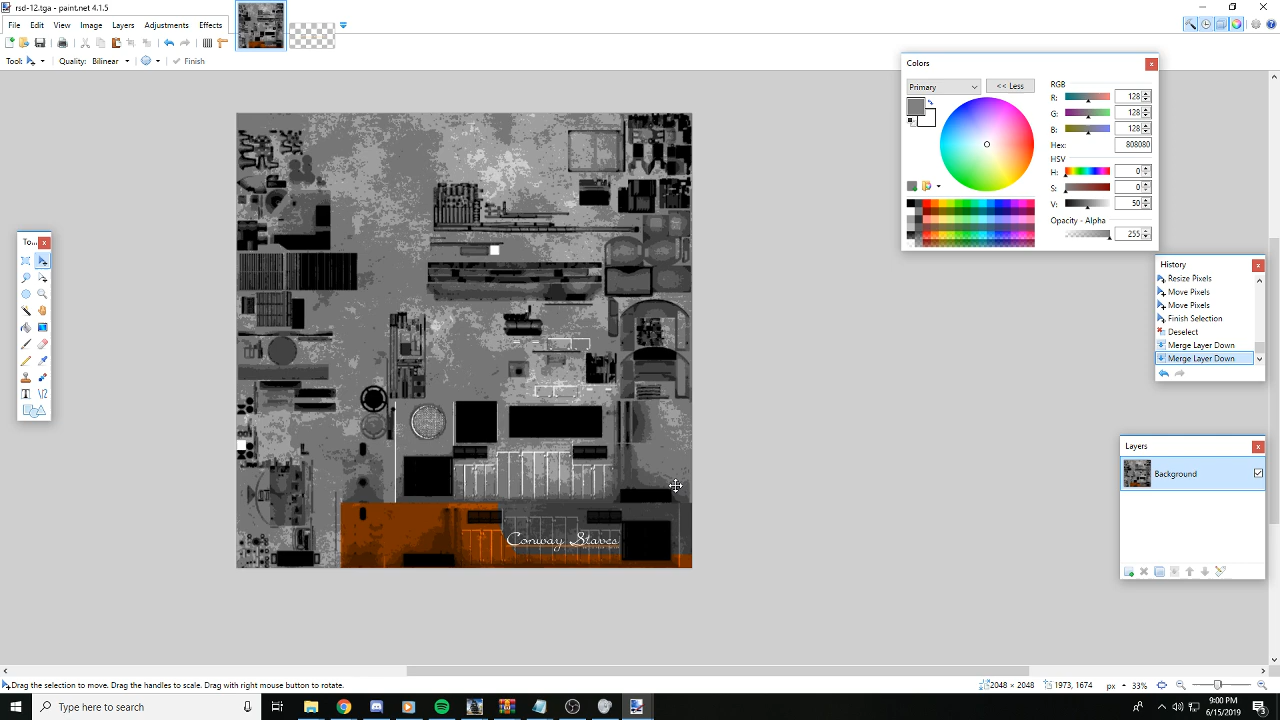 rsd-12.tga - paint.net 4.1.5
File Edit View Image Layers Adjustments Effects
Tool: Quality: Bilinear Finish
Colors
Primary << Less
RGB
R: 128
G: 128
B: 128
Hex: 808080
HSV
H: 0
S: 0
V: 50
Opacity - Alpha
255
To...
History
Resize Pixels
Move Pixels
Move Pixels
Finish Selection
Deselect
Merge Layer Down
Merge Layer Down
Layers
Background
Conway Staves
Drag the selection to move. Drag the handles to scale. Drag with right mouse button to rotate. 2048 × 2048 1973, 1674 px 33%
Type here to search 9:00 PM
6/15/2019